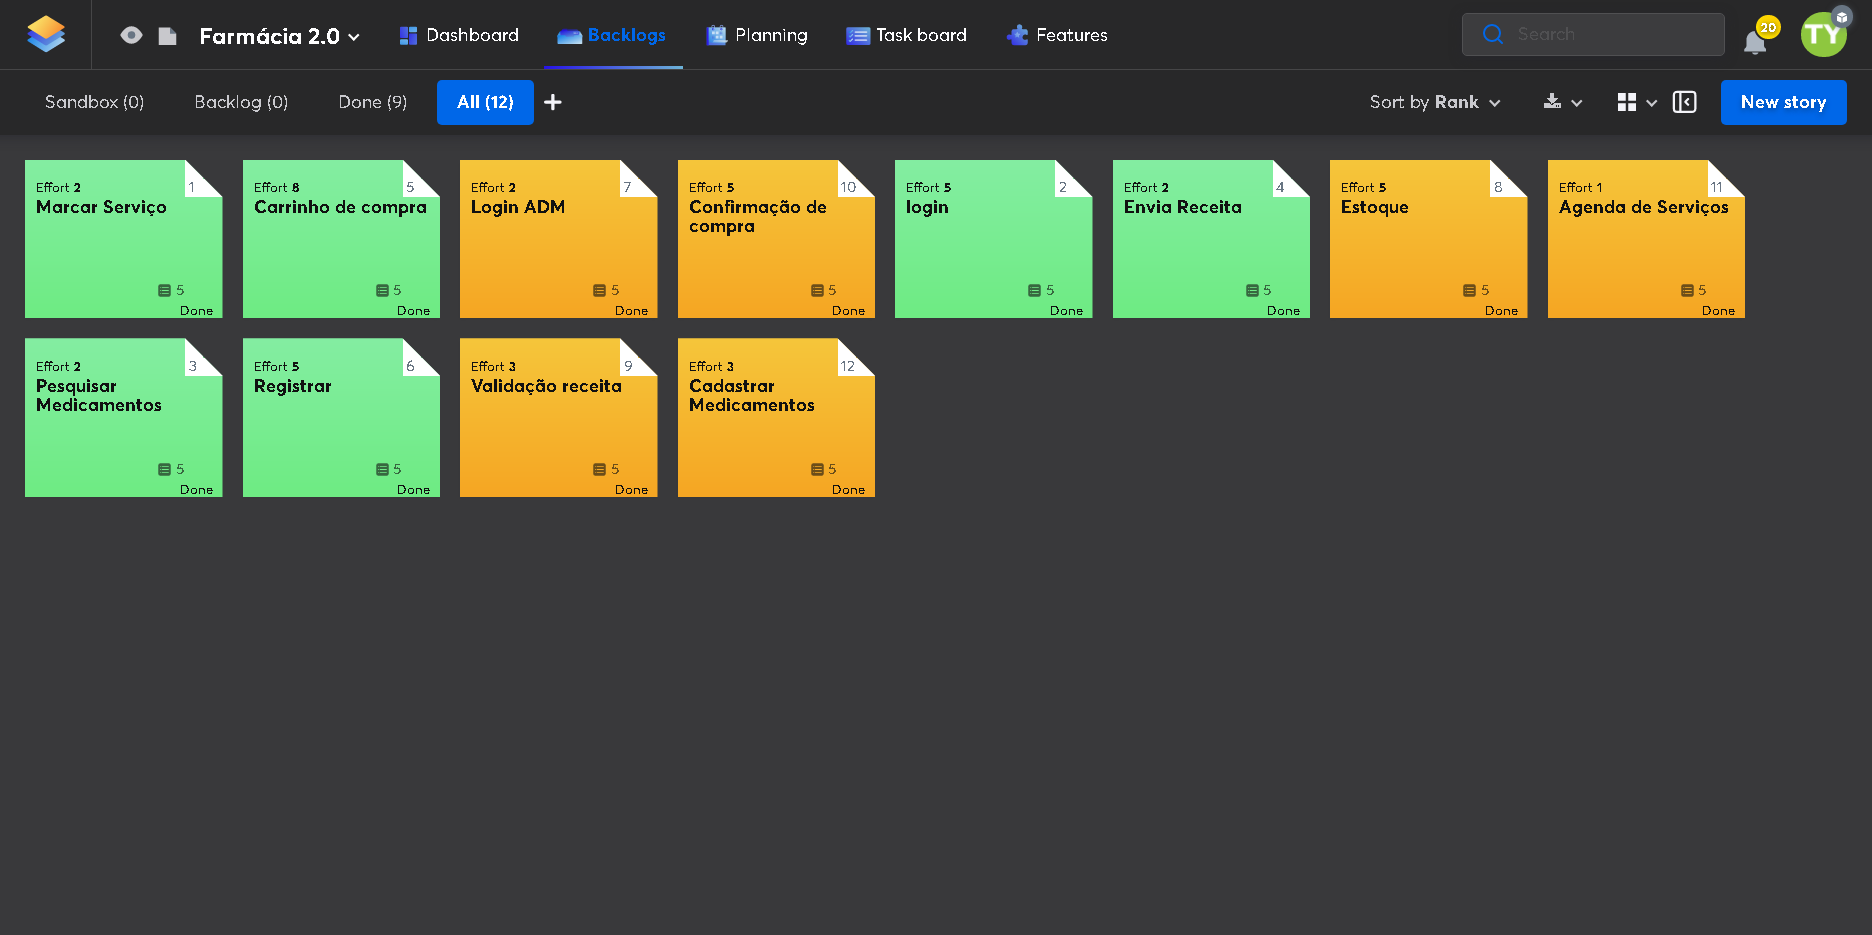 Farmácia 2.0
Dashboard
Backlogs
Planning
Task board
Features
Search
20
TY
Sandbox (0)
Backlog (0)
Done (9)
All (12)
Sort by Rank
New story
Effort 2
1
Marcar Serviço
5
Done
Effort 8
5
Carrinho de compra
5
Done
Effort 2
7
Login ADM
5
Done
Effort 5
10
Confirmação de
compra
5
Done
Effort 5
2
login
5
Done
Effort 2
4
Envia Receita
5
Done
Effort 5
8
Estoque
5
Done
Effort 1
11
Agenda de Serviços
5
Done
Effort 2
3
Pesquisar
Medicamentos
5
Done
Effort 5
6
Registrar
5
Done
Effort 3
9
Validação receita
5
Done
Effort 3
12
Cadastrar
Medicamentos
5
Done